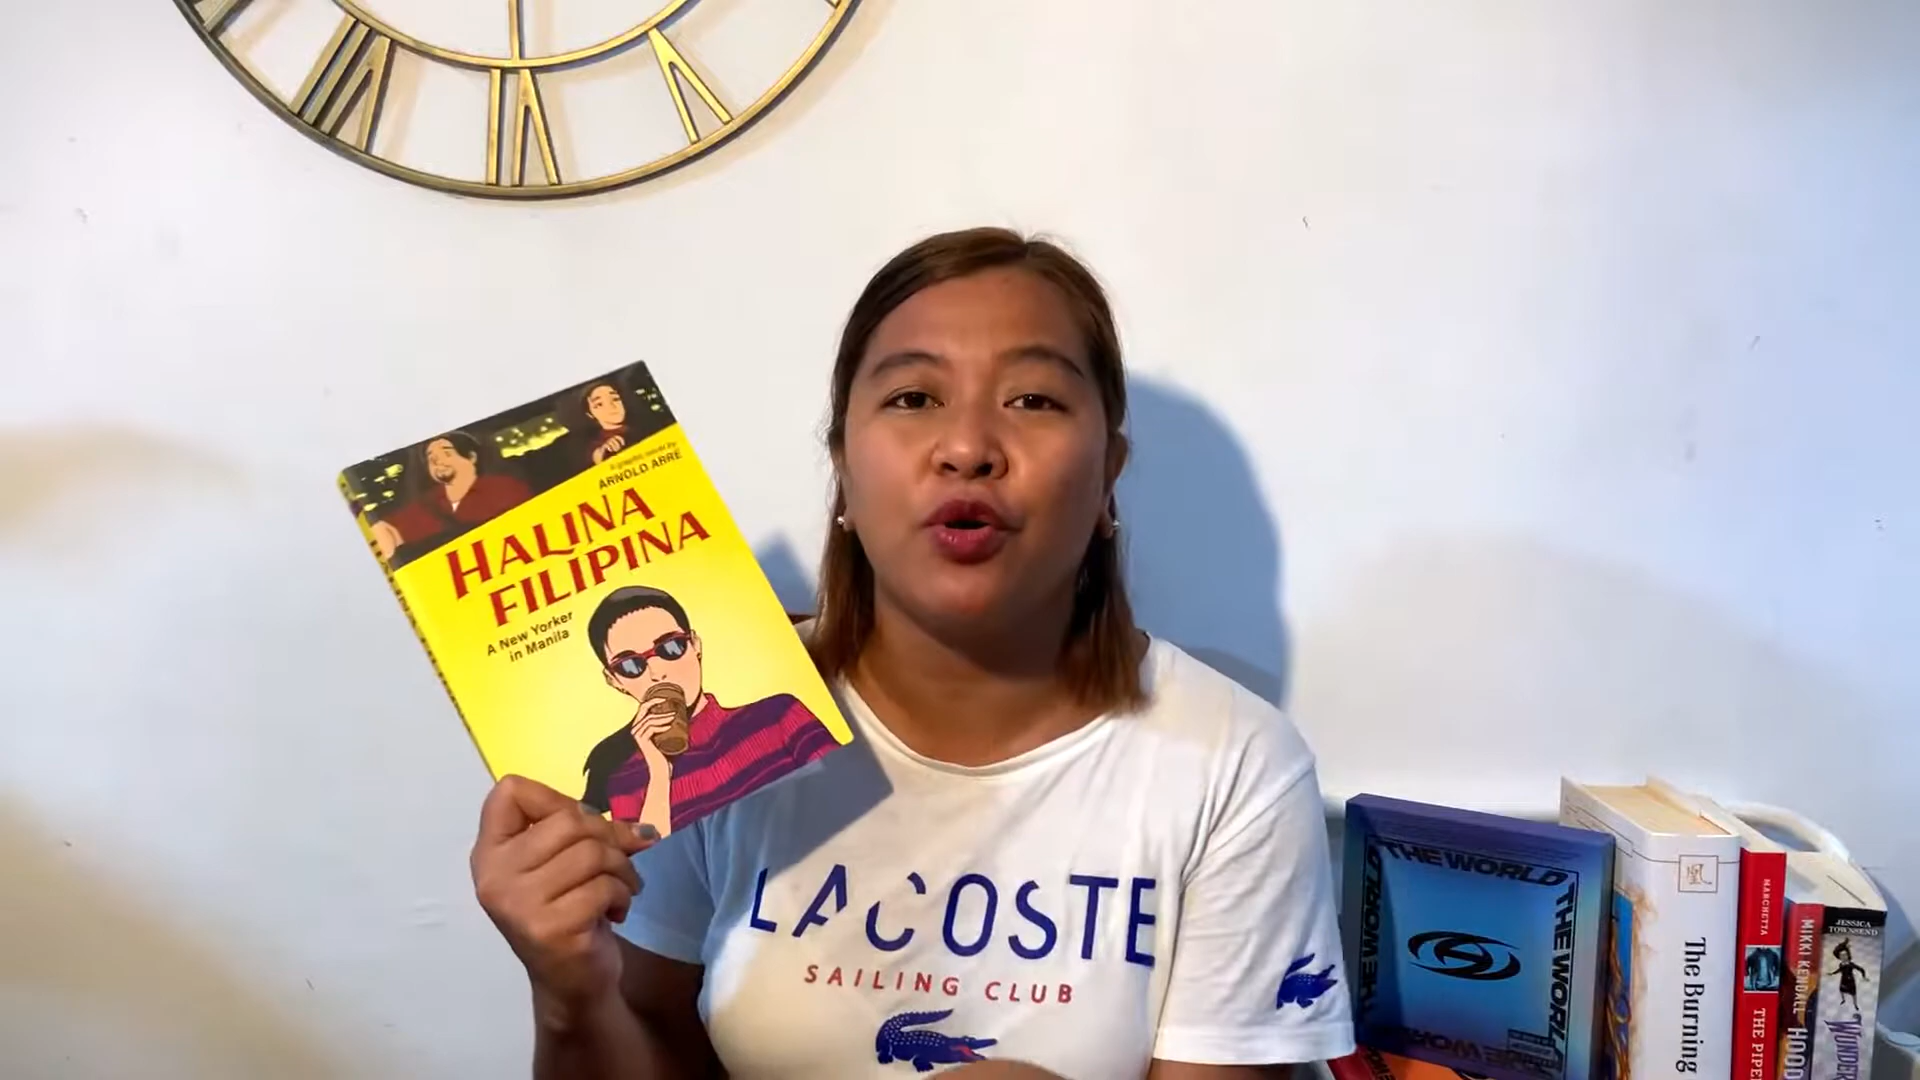 A graphic novel by
ARNOLD ARRE
HALINA
FILIPINA
A New Yorker
in Manila
LACOSTE
SAILING CLUB
THE WORLD
THE WORLD
THE WORLD
The Burning
MARCHETTA
THE PIPE
MIKKI KENDALL
HOOD
JESSICA
TOWNSEND
WUNDER